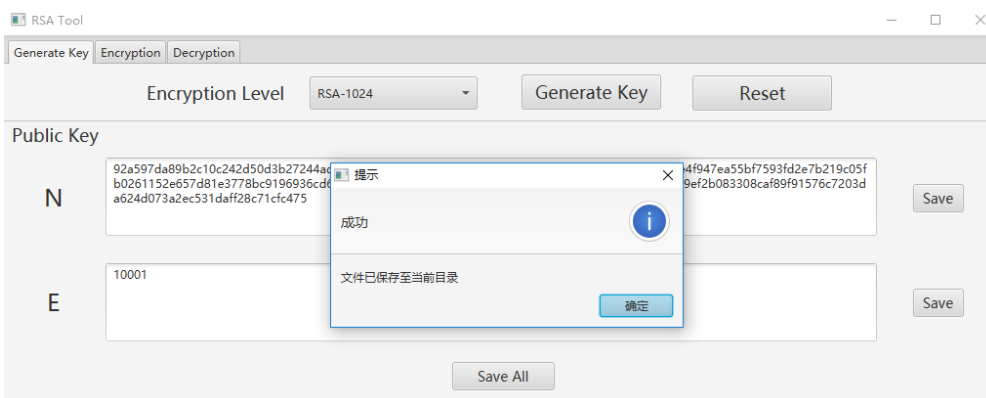 RSA Tool
Generate Key Encryption Decryption
Encryption Level RSA-1024 Generate Key Reset
Public Key
N
92a597da89b2c10c242d50d3b27244ad 4f947ea55bf7593fd2e7b219c05f
b0261152e657d81e3778bc9196936cd6 9ef2b083308caf89f91576c7203d
a624d073a2ec531daff28c71cfc475
Save
提示
成功
文件已保存至当前目录
确定
E
10001
Save
Save All